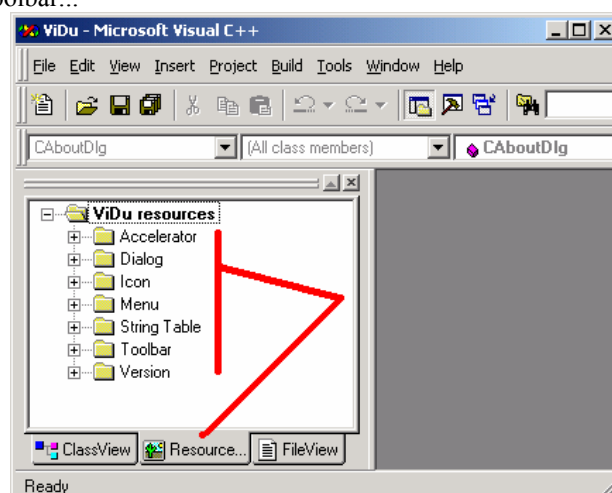 oolbar...
ViDu - Microsoft Visual C++
File Edit View Insert Project Build Tools Window Help
CAboutDlg (All class members) CAboutDlg
ViDu resources
Accelerator
Dialog
Icon
Menu
String Table
Toolbar
Version
ClassView Resource... FileView
Ready